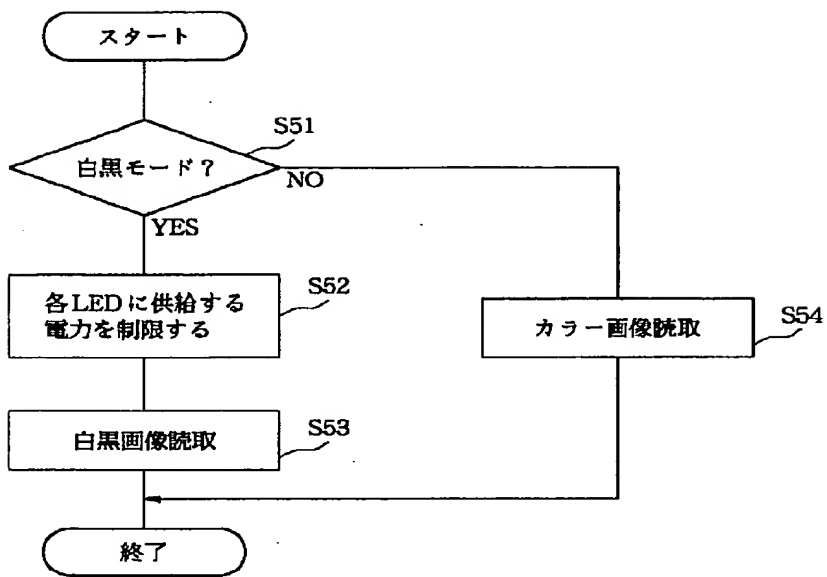 スタート
S51
白黒モード？
NO
YES
各LEDに供給する
電力を制限する
S52
カラー画像読取
S54
白黒画像読取
S53
終了